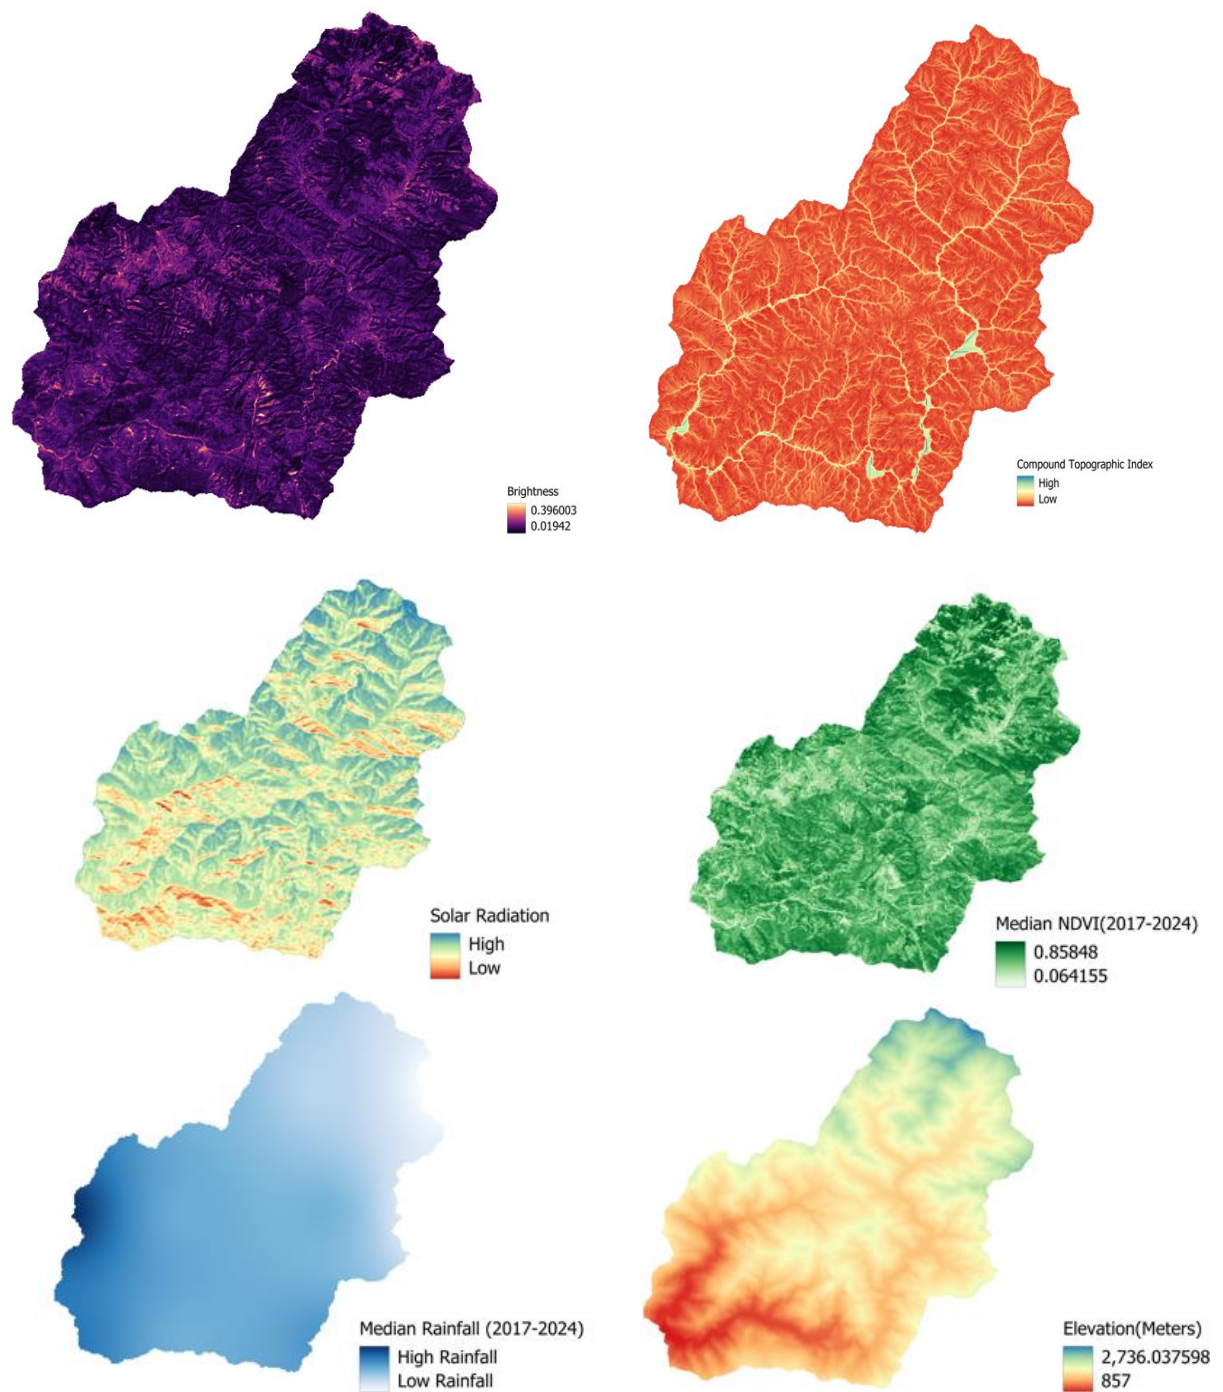 Brightness
0.396003
0.01942
Compound Topographic Index
High
Low
Solar Radiation
High
Low
Median NDVI(2017-2024)
0.85848
0.064155
Median Rainfall (2017-2024)
High Rainfall
Low Rainfall
Elevation(Meters)
2,736.037598
857